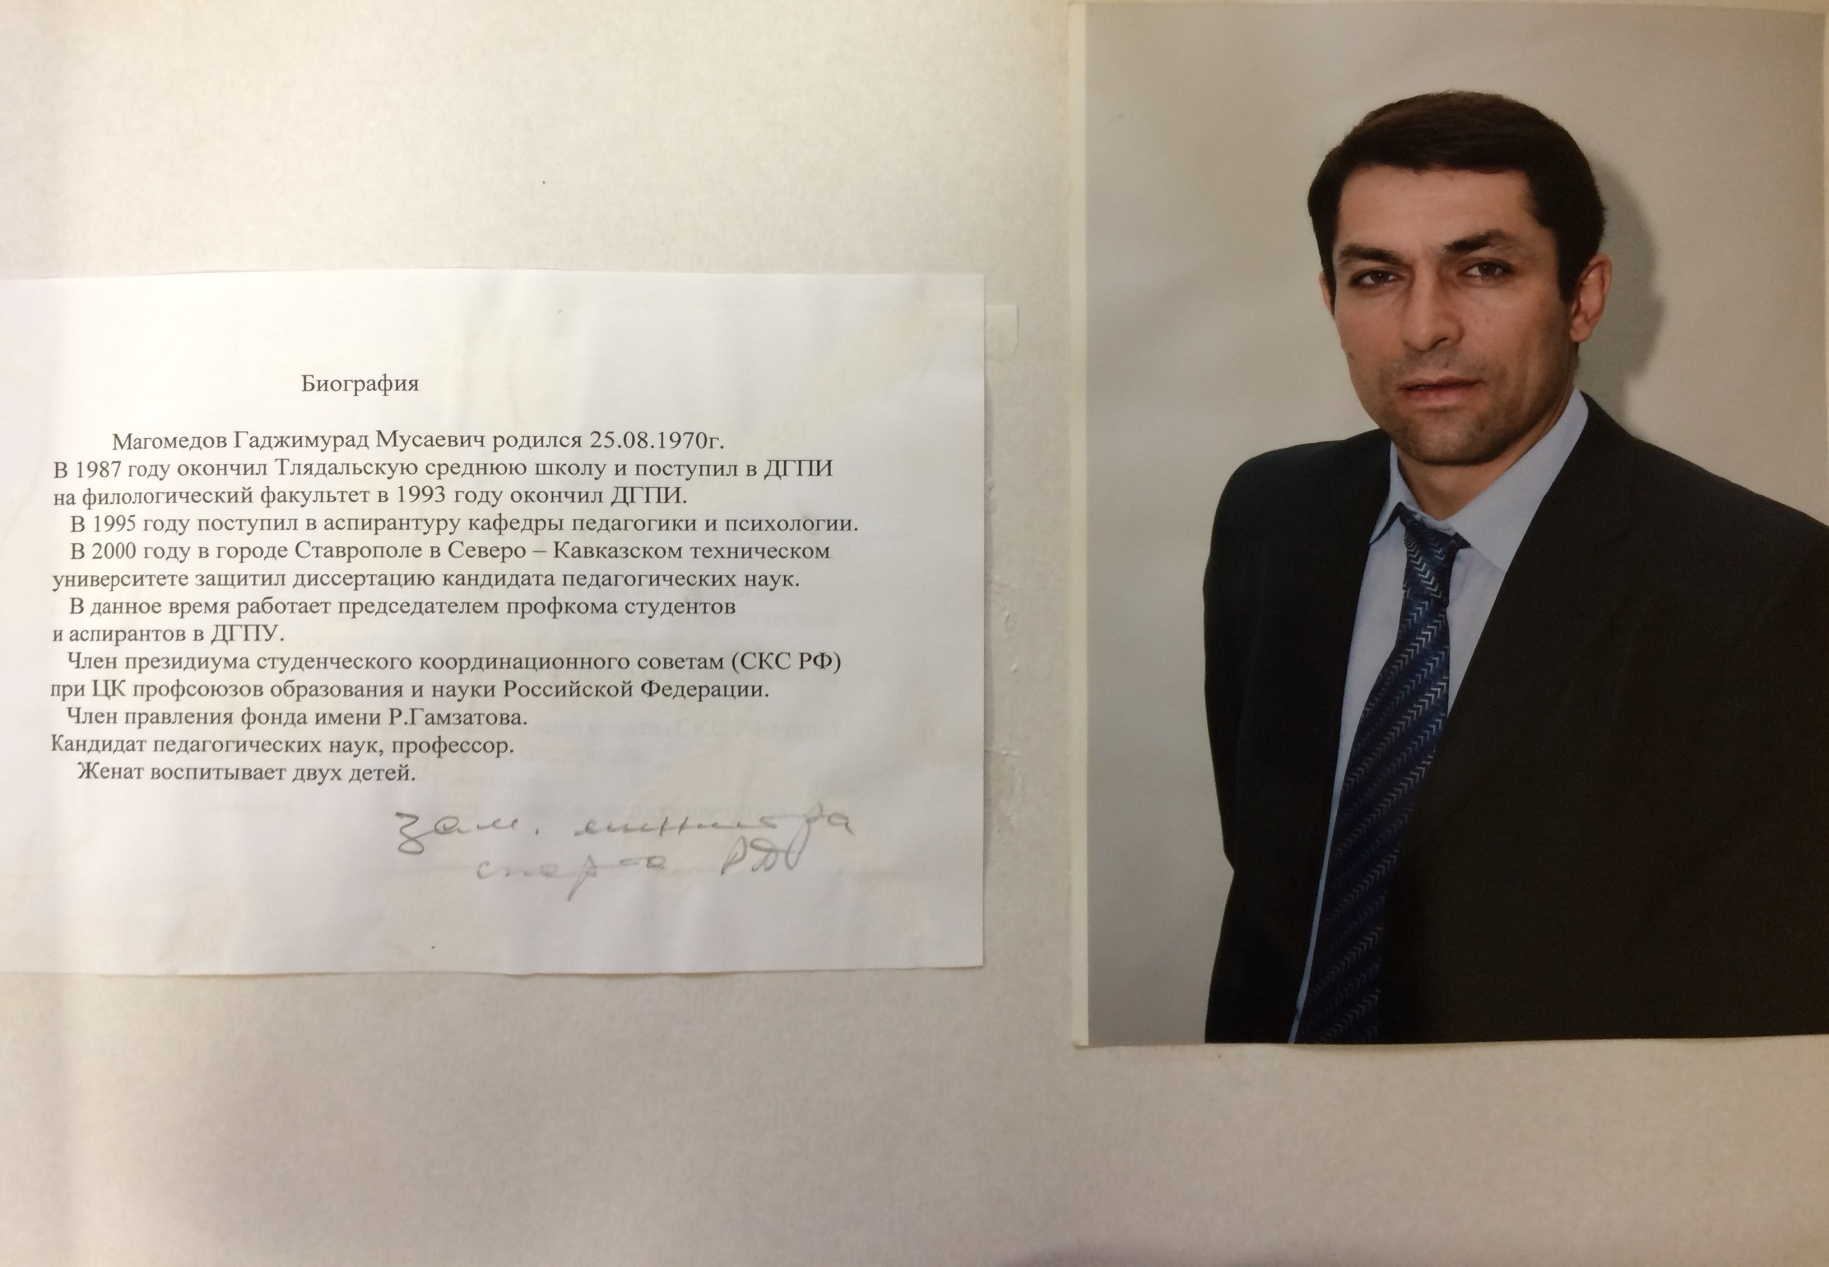 Биография
Магомедов Гаджимурад Мусаевич родился 25.08.1970г.
В 1987 году окончил Тлядальскую среднюю школу и поступил в ДГПИ
на филологический факультет в 1993 году окончил ДГПИ.
В 1995 году поступил в аспирантуру кафедры педагогики и психологии.
В 2000 году в городе Ставрополе в Северо – Кавказском техническом
университете защитил диссертацию кандидата педагогических наук.
В данное время работает председателем профкома студентов
и аспирантов в ДГПУ.
Член президиума студенческого координационного советам (СКС РФ)
при ЦК профсоюзов образования и науки Российской Федерации.
Член правления фонда имени Р.Гамзатова.
Кандидат педагогических наук, профессор.
Женат воспитывает двух детей.
Зам. министра
спорта РД